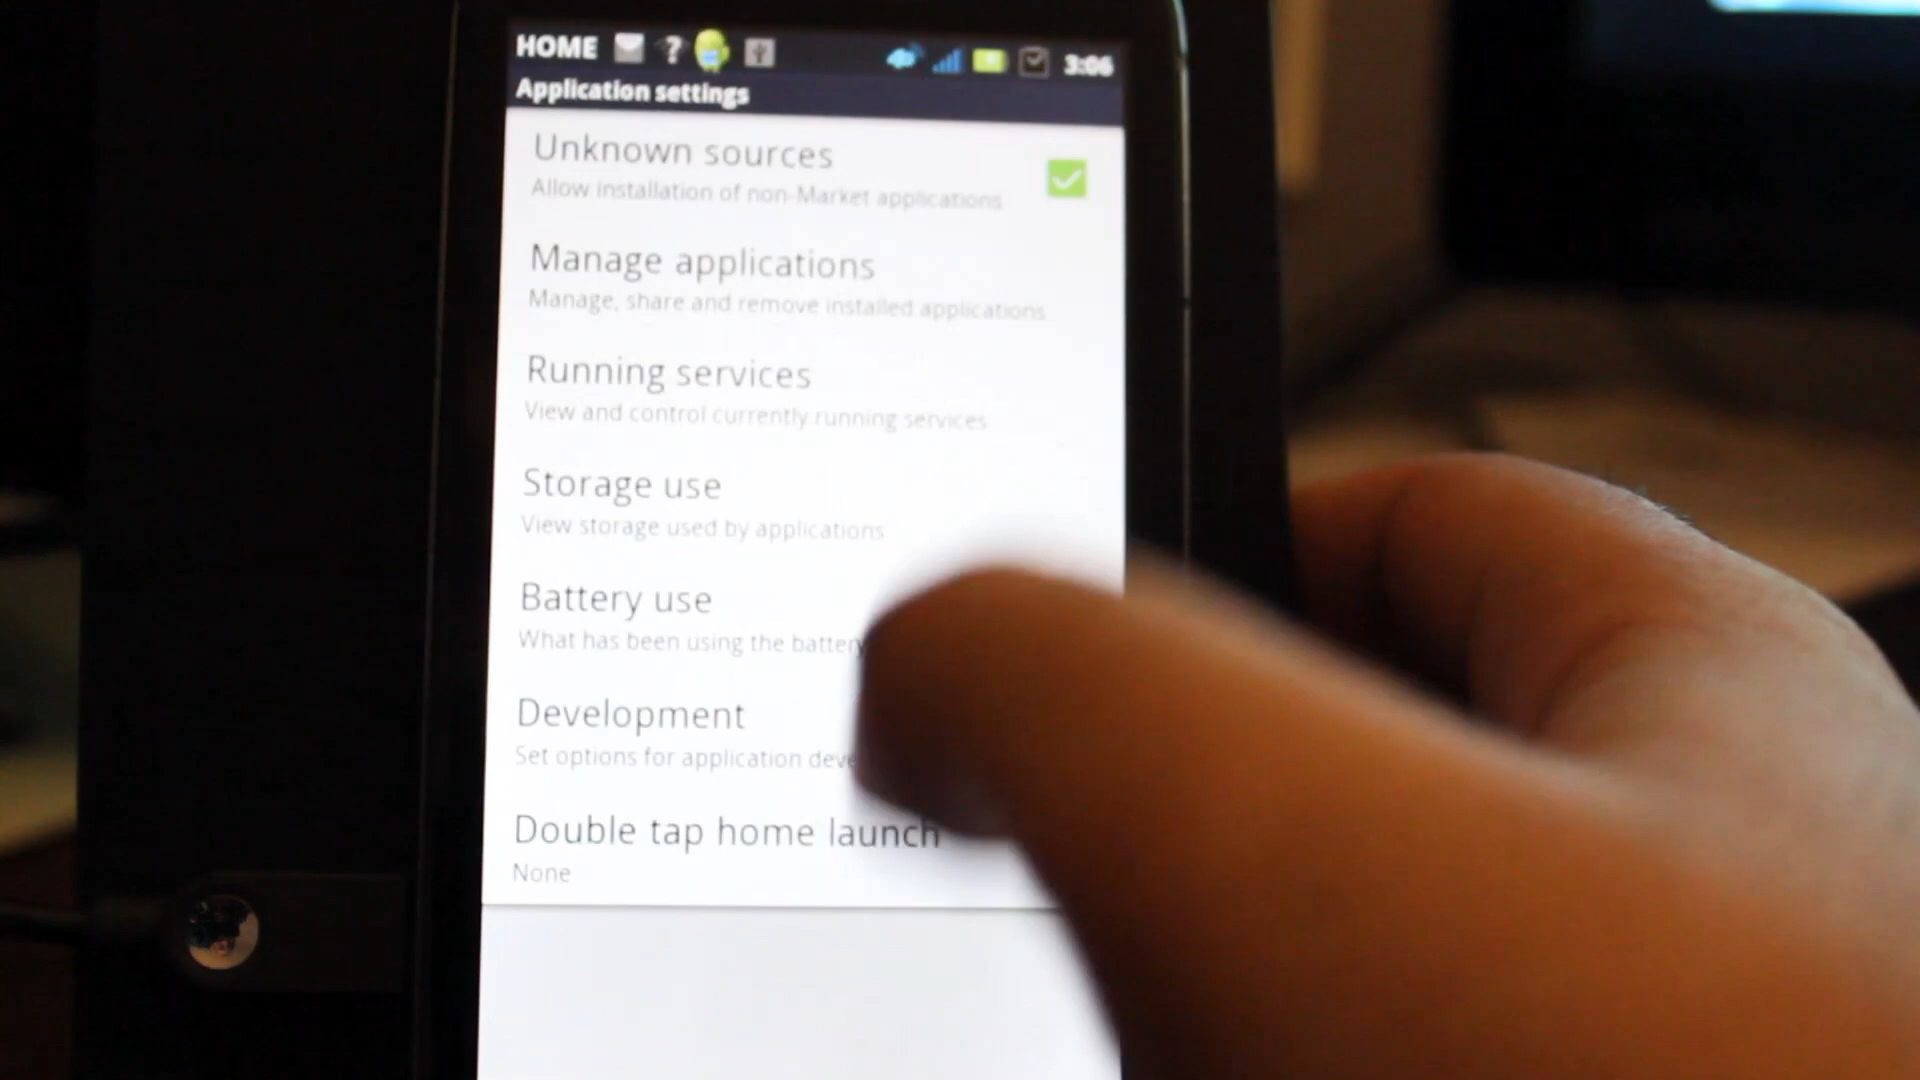 HOME ? 3:06
Application settings
Unknown sources
Allow installation of non-Market applications
Manage applications
Manage, share and remove installed applications
Running services
View and control currently running services
Storage use
View storage used by applications
Battery use
What has been using the battery
Development
Set options for application deve
Double tap home launch
None